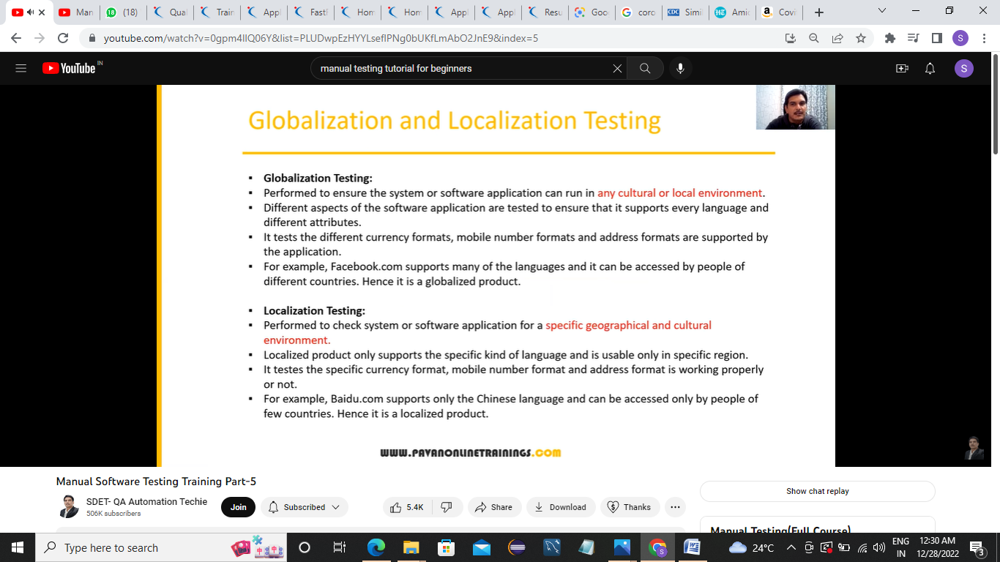 Man
(18)
Qual
Train
Appl
Fastl
Hom
Hom
Appl
Appl
Resu
Goo
corc
CDC Simil
Amic
Covi
youtube.com/watch?v=0gpm4lIQ06Y&list=PLUDwpEzHYYLseflPNg0bUKfLmAbO2JnE9&index=5
S
YouTube IN
manual testing tutorial for beginners
S
Globalization and Localization Testing
▪ Globalization Testing:
▪ Performed to ensure the system or software application can run in any cultural or local environment.
▪ Different aspects of the software application are tested to ensure that it supports every language and
different attributes.
▪ It tests the different currency formats, mobile number formats and address formats are supported by
the application.
▪ For example, Facebook.com supports many of the languages and it can be accessed by people of
different countries. Hence it is a globalized product.
▪ Localization Testing:
▪ Performed to check system or software application for a specific geographical and cultural
environment.
▪ Localized product only supports the specific kind of language and is usable only in specific region.
▪ It testes the specific currency format, mobile number format and address format is working properly
or not.
▪ For example, Baidu.com supports only the Chinese language and can be accessed only by people of
few countries. Hence it is a localized product.
WWW.PAVANONLINETRAININGS.COM
Manual Software Testing Training Part-5
SDET- QA Automation Techie
506K subscribers
Join
Subscribed
5.4K
Share
Download
Thanks
Show chat replay
Manual Testing(Full Course)
Type here to search
24°C
ENG
IN
12:30 AM
12/28/2022
3